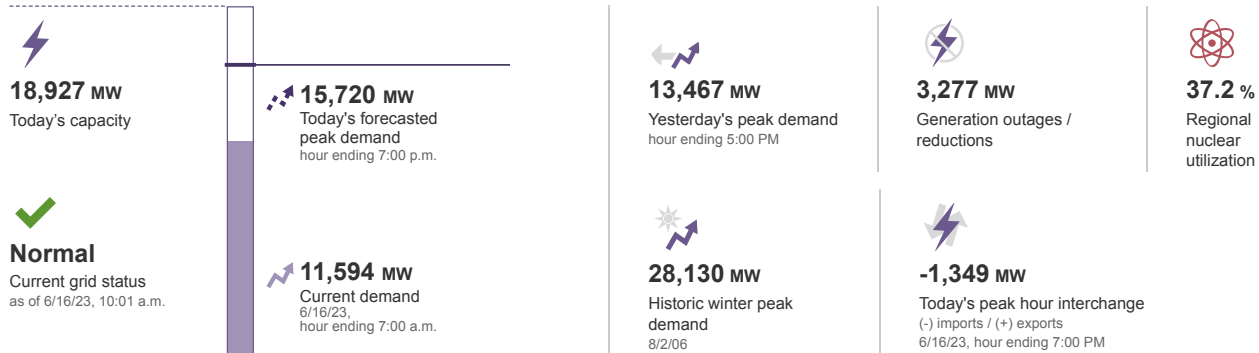 18,927 MW
Today's capacity
Normal
Current grid status
as of 6/16/23, 10:01 a.m.
15,720 MW
Today's forecasted
peak demand
hour ending 7:00 p.m.
11,594 MW
Current demand
6/16/23,
hour ending 7:00 a.m.
13,467 MW
Yesterday's peak demand
hour ending 5:00 PM
3,277 MW
Generation outages /
reductions
37.2 %
Regional
nuclear
utilization
28,130 MW
Historic winter peak
demand
8/2/06
-1,349 MW
Today's peak hour interchange
(-) imports / (+) exports
6/16/23, hour ending 7:00 PM